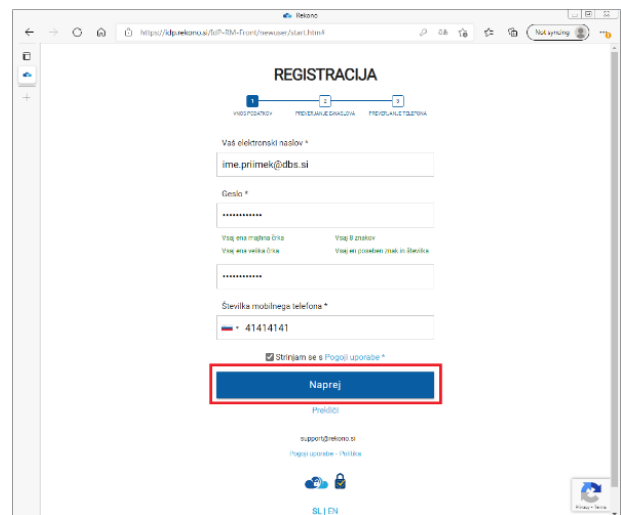 Rekono
https://idp.rekono.si/IdP-RM-Front/newuser/start.htm#
Not syncing
REGISTRACIJA
1 2 3
VNOS PODATKOV PREVERJANJE EMAILOVA PREVERJANJE TELEFONA
Vaš elektronski naslov *
ime.priimek@dbs.si
Geslo *
••••••••••••
Vsaj ena majhna črka Vsaj 8 znakov
Vsaj ena velika črka Vsaj en poseben znak in številka
••••••••••••
Številka mobilnega telefona *
41414141
Strinjam se s Pogoji uporabe *
Naprej
Prekliči
support@rekono.si
Pogoji uporabe - Politika
SL | EN
Privacy - Terms